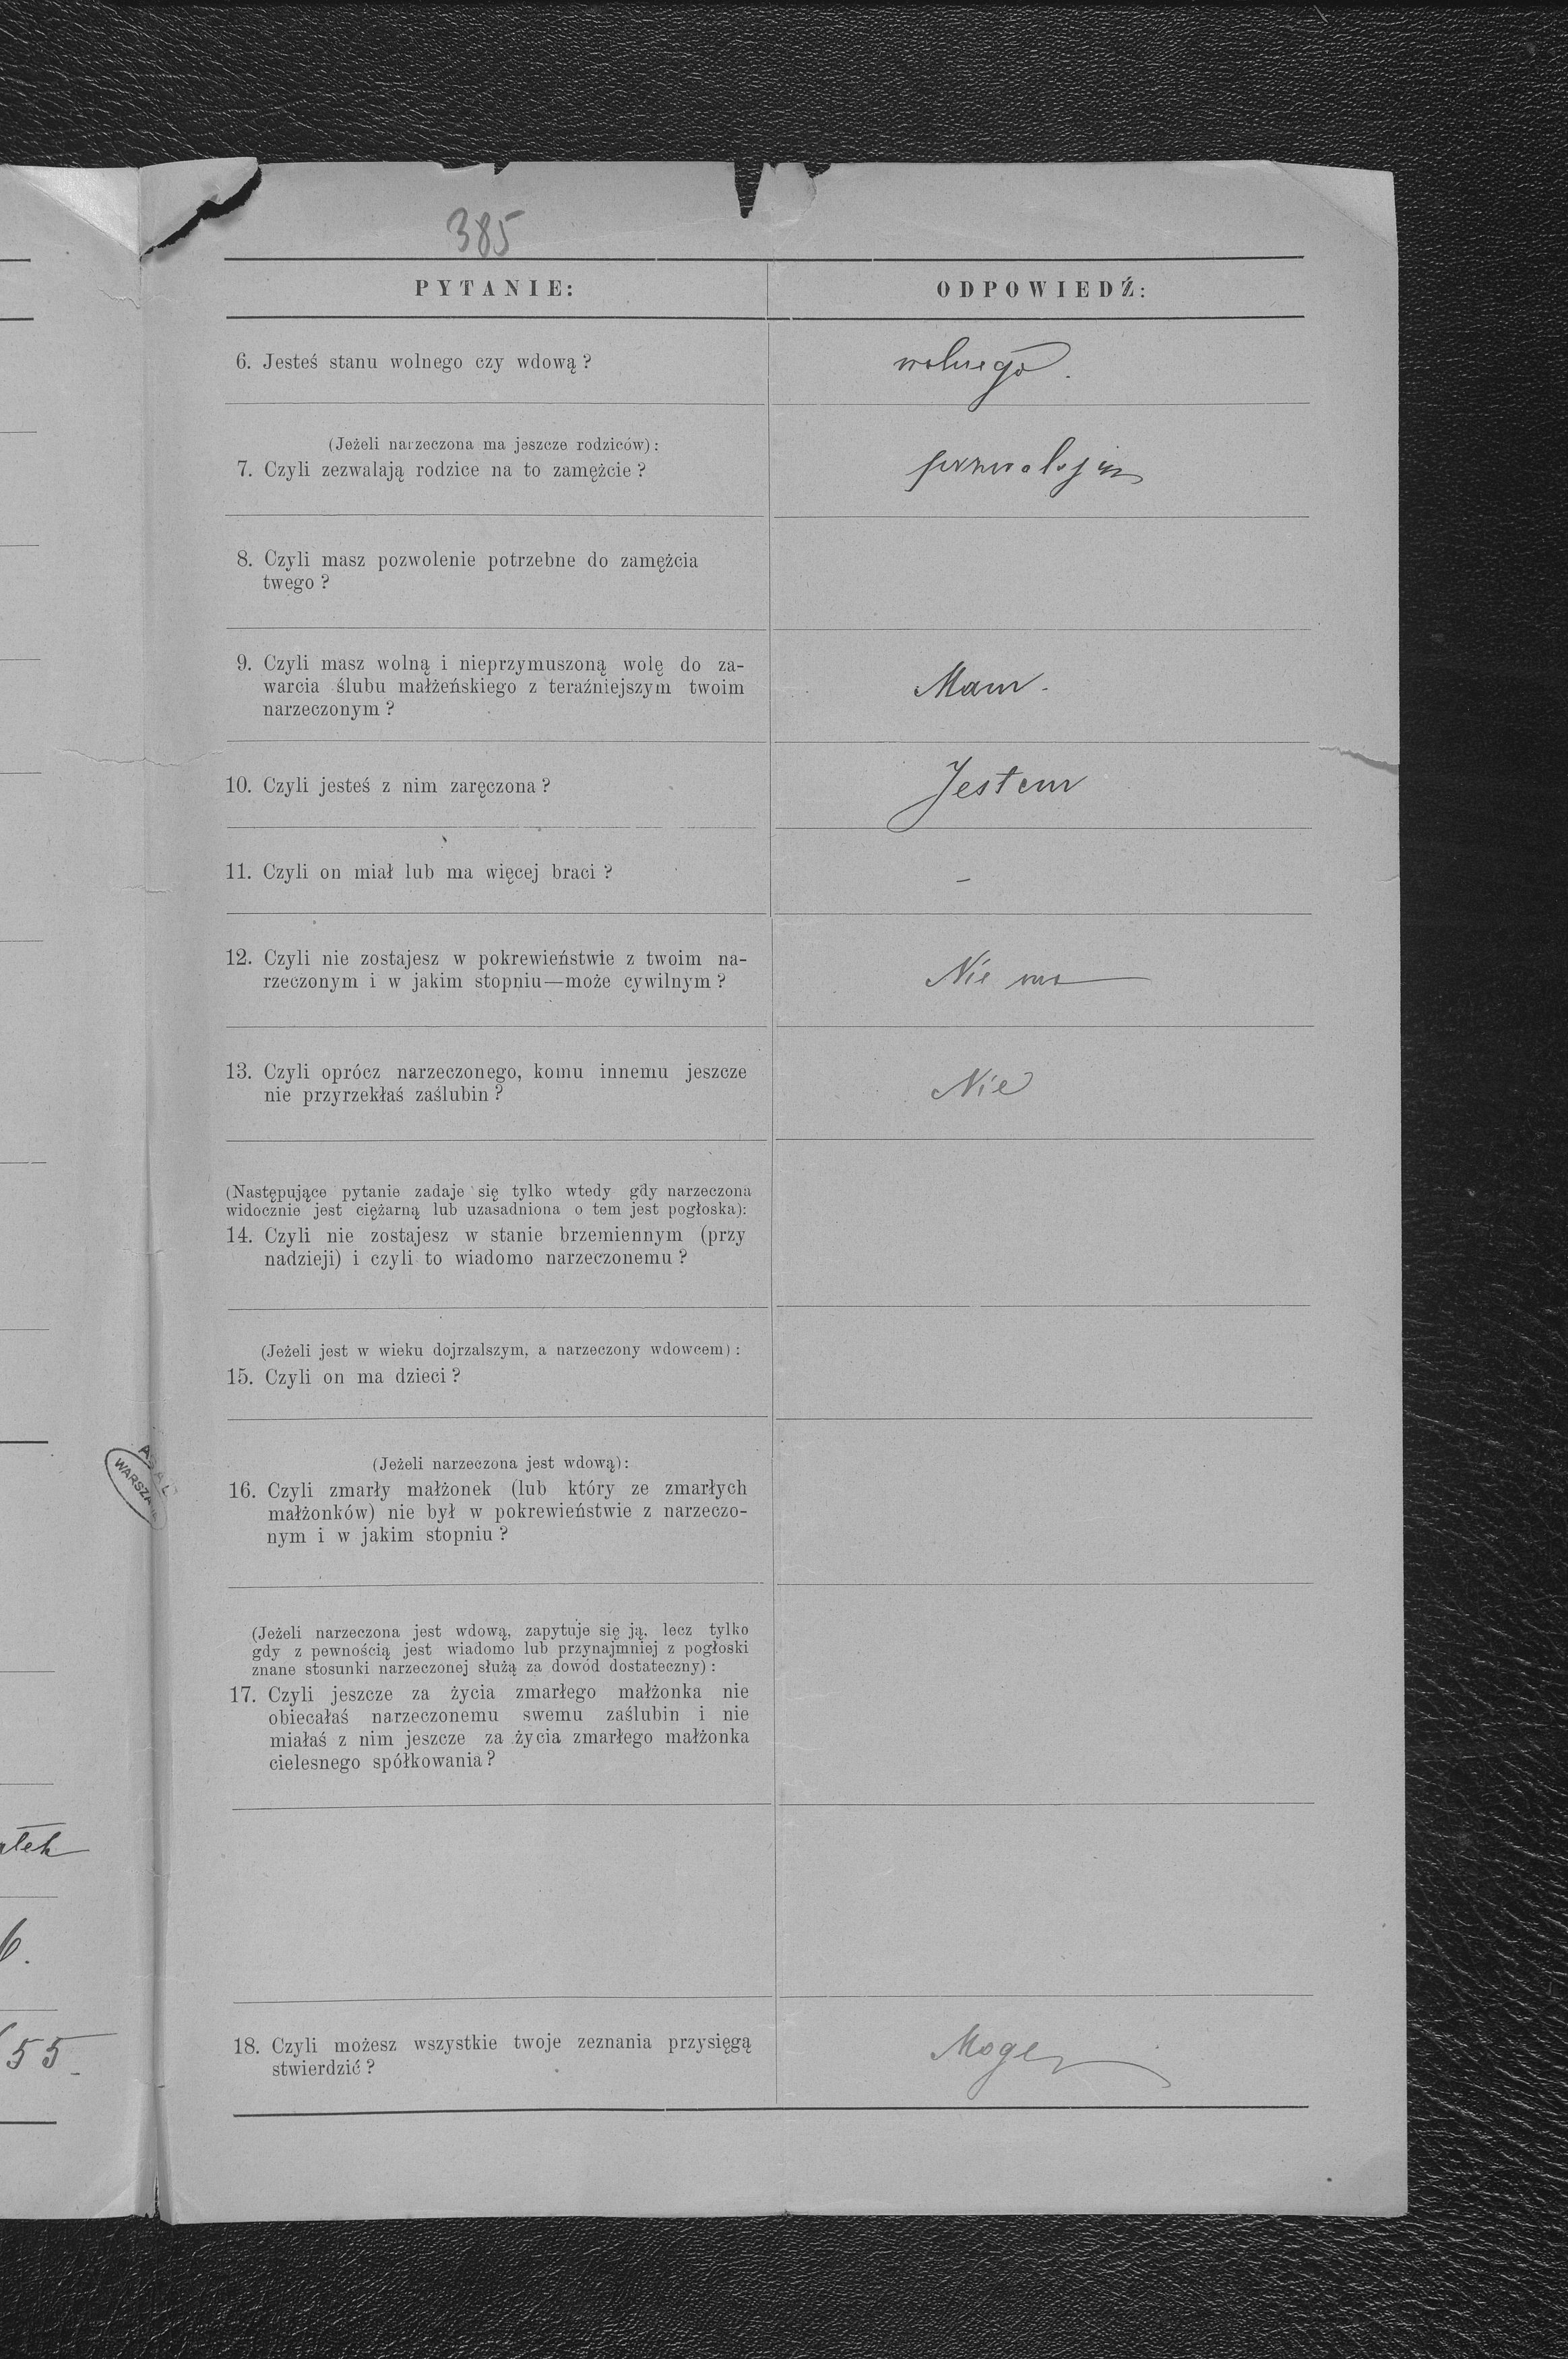 385
PYTANIE:
ODPOWIEDŹ:
6. Jesteś stanu wolnego czy wdową?
wolnego.
(Jeżeli narzeczona ma jeszcze rodziców):
7. Czyli zezwalają rodzice na to zamężcie?
8. Czyli masz pozwolenie potrzebne do zamężcia
twego?
9. Czyli masz wolną i nieprzymuszoną wolę do za-
warcia ślubu małżeńskiego z teraźniejszym twoim
narzeczonym?
Mam.
10. Czyli jesteś z nim zaręczona?
Jestem
11. Czyli on miał lub ma więcej braci?
–
12. Czyli nie zostajesz w pokrewieństwie z twoim na-
rzeczonym i w jakim stopniu—może cywilnym?
Nie ma
13. Czyli oprócz narzeczonego, komu innemu jeszcze
nie przyrzekłaś zaślubin?
Nie
(Następujące pytanie zadaje się tylko wtedy gdy narzeczona
widocznie jest ciężarną lub uzasadniona o tem jest pogłoska):
14. Czyli nie zostajesz w stanie brzemiennym (przy
nadzieji) i czyli to wiadomo narzeczonemu?
(Jeżeli jest w wieku dojrzalszym, a narzeczony wdowcem):
15. Czyli on ma dzieci?
(Jeżeli narzeczona jest wdową):
16. Czyli zmarły małżonek (lub który ze zmarłych
małżonków) nie był w pokrewieństwie z narzeczo-
nym i w jakim stopniu?
(Jeżeli narzeczona jest wdową, zapytuje się ją, lecz tylko
gdy z pewnością jest wiadomo lub przynajmniej z pogłoski
znane stosunki narzeczonej służą za dowód dostateczny):
17. Czyli jeszcze za życia zmarłego małżonka nie
obiecałaś narzeczonemu swemu zaślubin i nie
miałaś z nim jeszcze za życia zmarłego małżonka
cielesnego spółkowania?
18. Czyli możesz wszystkie twoje zeznania przysięgą
stwierdzić?
Mogę
55.